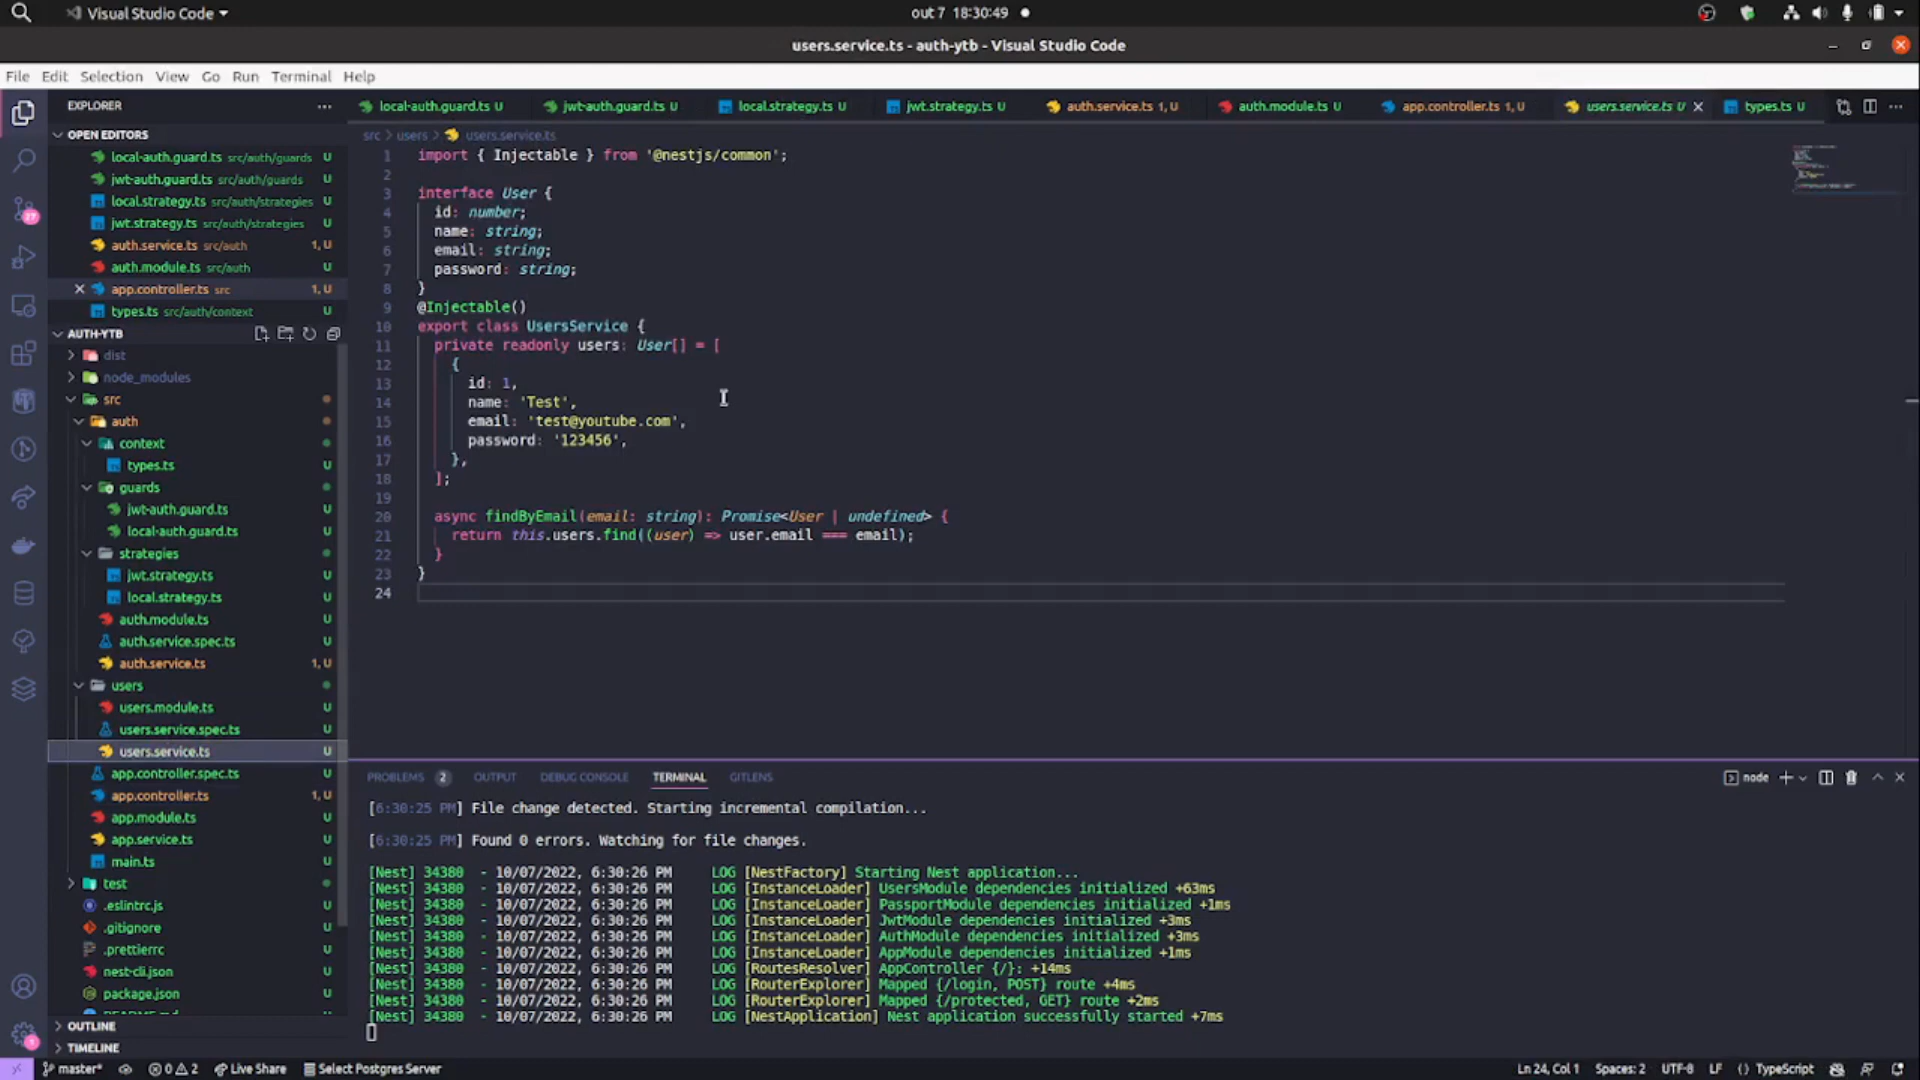 Visual Studio Code
out 7 18:30:49
users.service.ts - auth-ytb - Visual Studio Code
File Edit Selection View Go Run Terminal Help
EXPLORER
local-auth.guard.ts U
jwt-auth.guard.ts U
local.strategy.ts U
jwt.strategy.ts U
auth.service.ts 1, U
auth.module.ts U
app.controller.ts 1, U
users.service.ts U
types.ts U
OPEN EDITORS
local-auth.guard.ts src/auth/guards U
jwt-auth.guard.ts src/auth/guards U
local.strategy.ts src/auth/strategies U
jwt.strategy.ts src/auth/strategies U
auth.service.ts src/auth 1, U
auth.module.ts src/auth U
app.controller.ts src 1, U
types.ts src/auth/context U
AUTH-YTB
dist
node_modules
src
auth
context
types.ts U
guards
jwt-auth.guard.ts U
local-auth.guard.ts U
strategies
jwt.strategy.ts U
local.strategy.ts U
auth.module.ts U
auth.service.spec.ts U
auth.service.ts 1, U
users
users.module.ts U
users.service.spec.ts U
users.service.ts U
app.controller.spec.ts U
app.controller.ts 1, U
app.module.ts U
app.service.ts U
main.ts U
test
.eslintrc.js U
.gitignore U
.prettierrc U
nest-cli.json U
package.json U
OUTLINE
TIMELINE
src > users > users.service.ts
1 import { Injectable } from '@nestjs/common';
2
3 interface User {
4 id: number;
5 name: string;
6 email: string;
7 password: string;
8 }
9 @Injectable()
10 export class UsersService {
11 private readonly users: User[] = [
12 {
13 id: 1,
14 name: 'Test',
15 email: 'test@youtube.com',
16 password: '123456',
17 },
18 ];
19
20 async findByEmail(email: string): Promise<User | undefined> {
21 return this.users.find((user) => user.email === email);
22 }
23 }
24
PROBLEMS 2 OUTPUT DEBUG CONSOLE TERMINAL GITLENS
node
[6:30:25 PM] File change detected. Starting incremental compilation...
[6:30:25 PM] Found 0 errors. Watching for file changes.
[Nest] 34380 - 10/07/2022, 6:30:26 PM LOG [NestFactory] Starting Nest application...
[Nest] 34380 - 10/07/2022, 6:30:26 PM LOG [InstanceLoader] UsersModule dependencies initialized +63ms
[Nest] 34380 - 10/07/2022, 6:30:26 PM LOG [InstanceLoader] PassportModule dependencies initialized +1ms
[Nest] 34380 - 10/07/2022, 6:30:26 PM LOG [InstanceLoader] JwtModule dependencies initialized +3ms
[Nest] 34380 - 10/07/2022, 6:30:26 PM LOG [InstanceLoader] AuthModule dependencies initialized +3ms
[Nest] 34380 - 10/07/2022, 6:30:26 PM LOG [InstanceLoader] AppModule dependencies initialized +1ms
[Nest] 34380 - 10/07/2022, 6:30:26 PM LOG [RoutesResolver] AppController {/}: +14ms
[Nest] 34380 - 10/07/2022, 6:30:26 PM LOG [RouterExplorer] Mapped {/login, POST} route +4ms
[Nest] 34380 - 10/07/2022, 6:30:26 PM LOG [RouterExplorer] Mapped {/protected, GET} route +2ms
[Nest] 34380 - 10/07/2022, 6:30:26 PM LOG [NestApplication] Nest application successfully started +7ms
master* 0 2 Live Share Select Postgres Server
Ln 24, Col 1 Spaces: 2 UTF-8 LF {} TypeScript